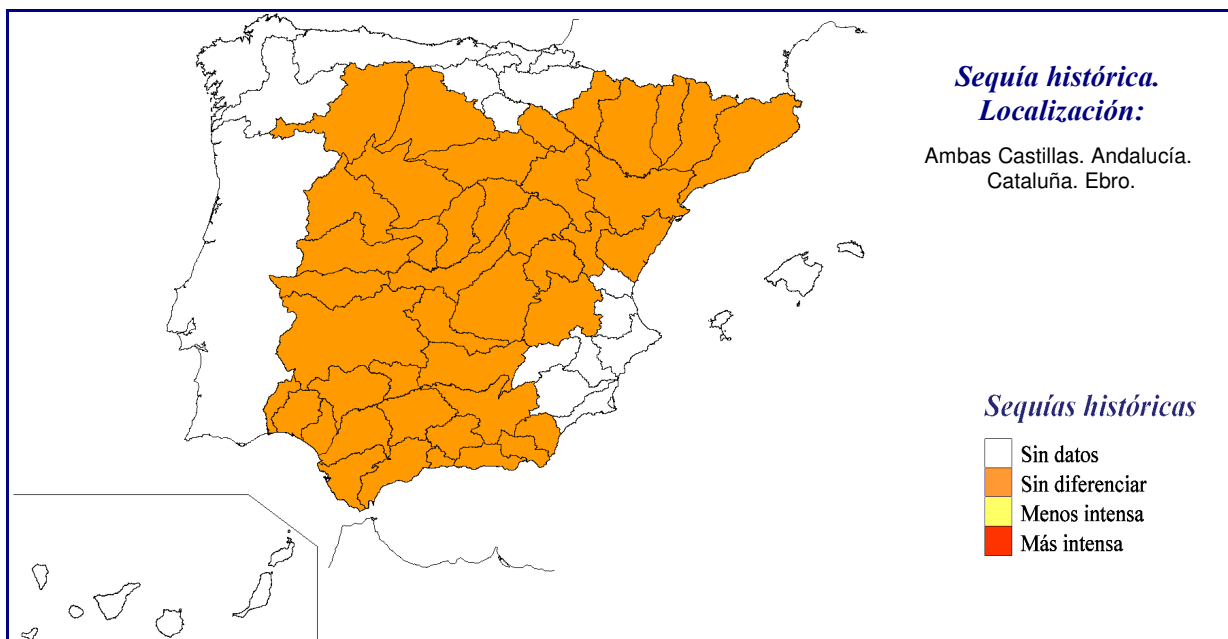 Sequía histórica.
Localización:
Ambas Castillas. Andalucía.
Cataluña. Ebro.
Sequías históricas
Sin datos
Sin diferenciar
Menos intensa
Más intensa